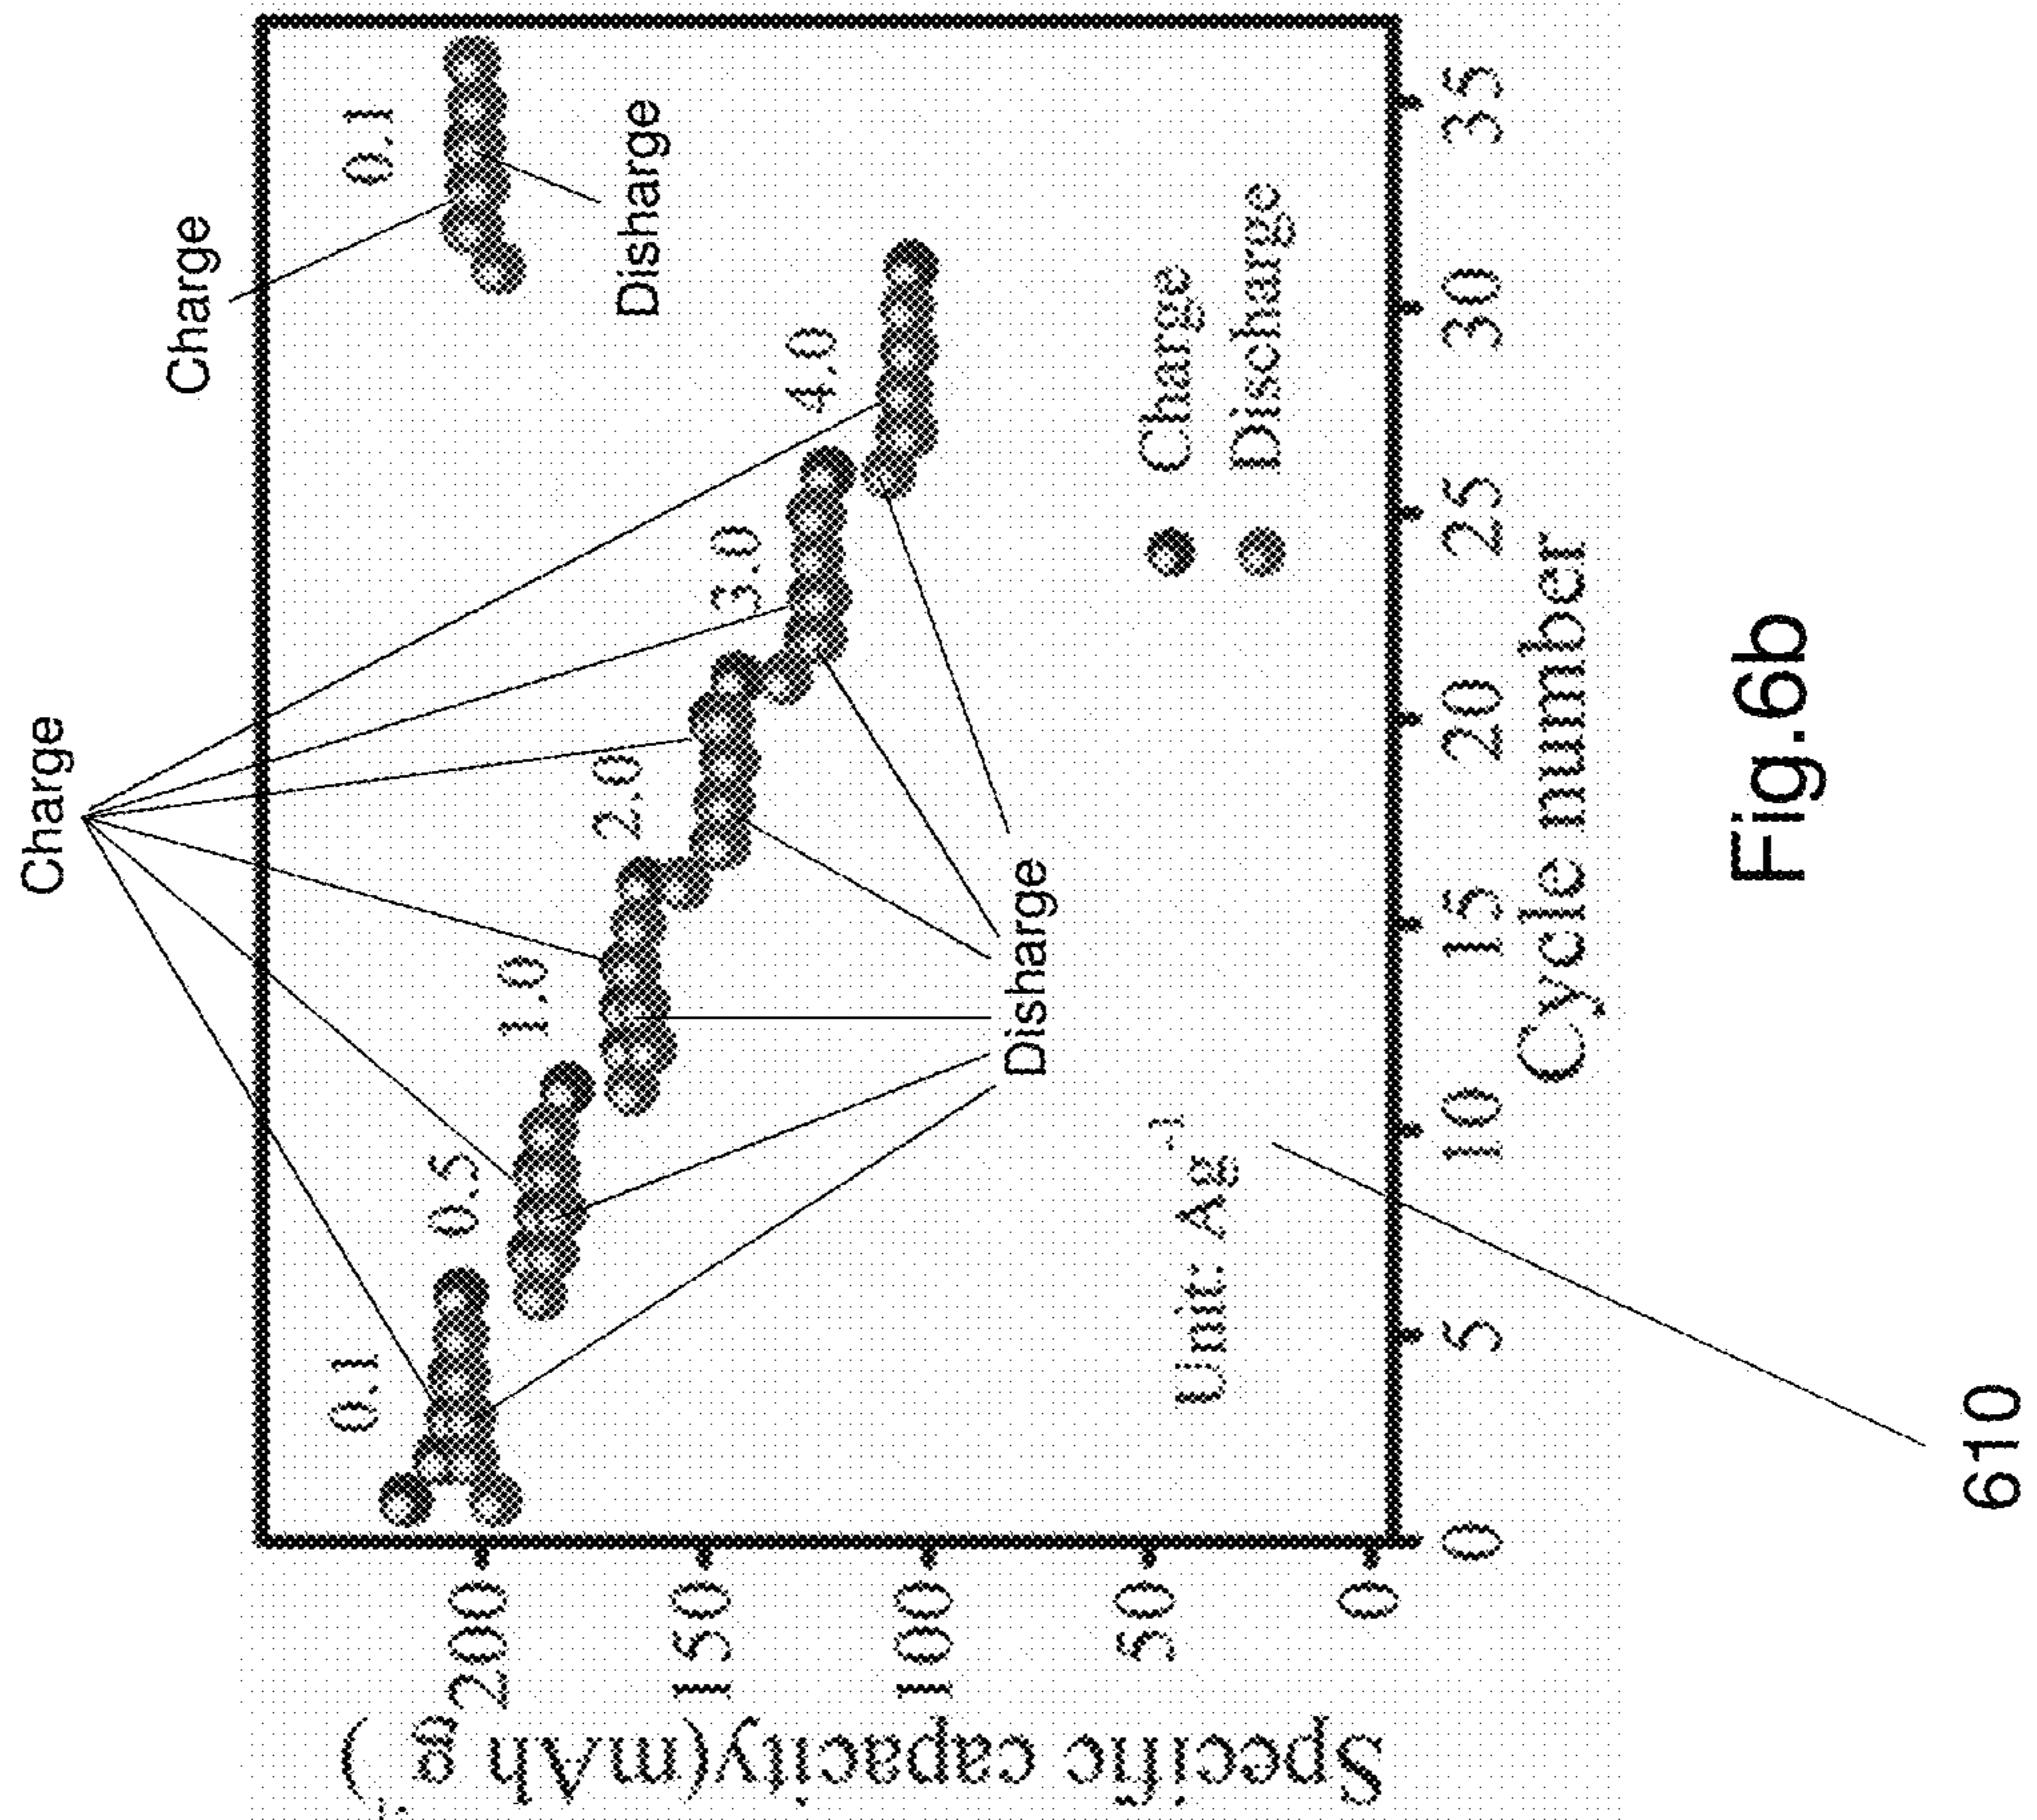 Charge
Charge
0.1
0.5
1.0
2.0
3.0
4.0
0.1
Disharge
Disharge
Unit: Ag-1
Charge
Discharge
Specific capacity(mAh g-1)
200
150
100
50
0
0
5
10
15
20
25
30
35
Cycle number
610
Fig.6b